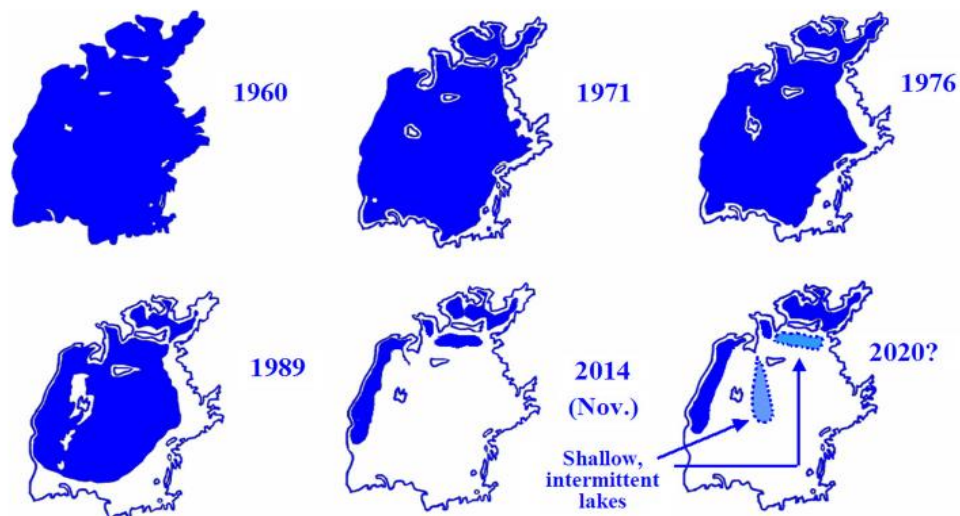 1960
1971
1976
1989
2014
(Nov.)
2020?
Shallow,
intermittent
lakes